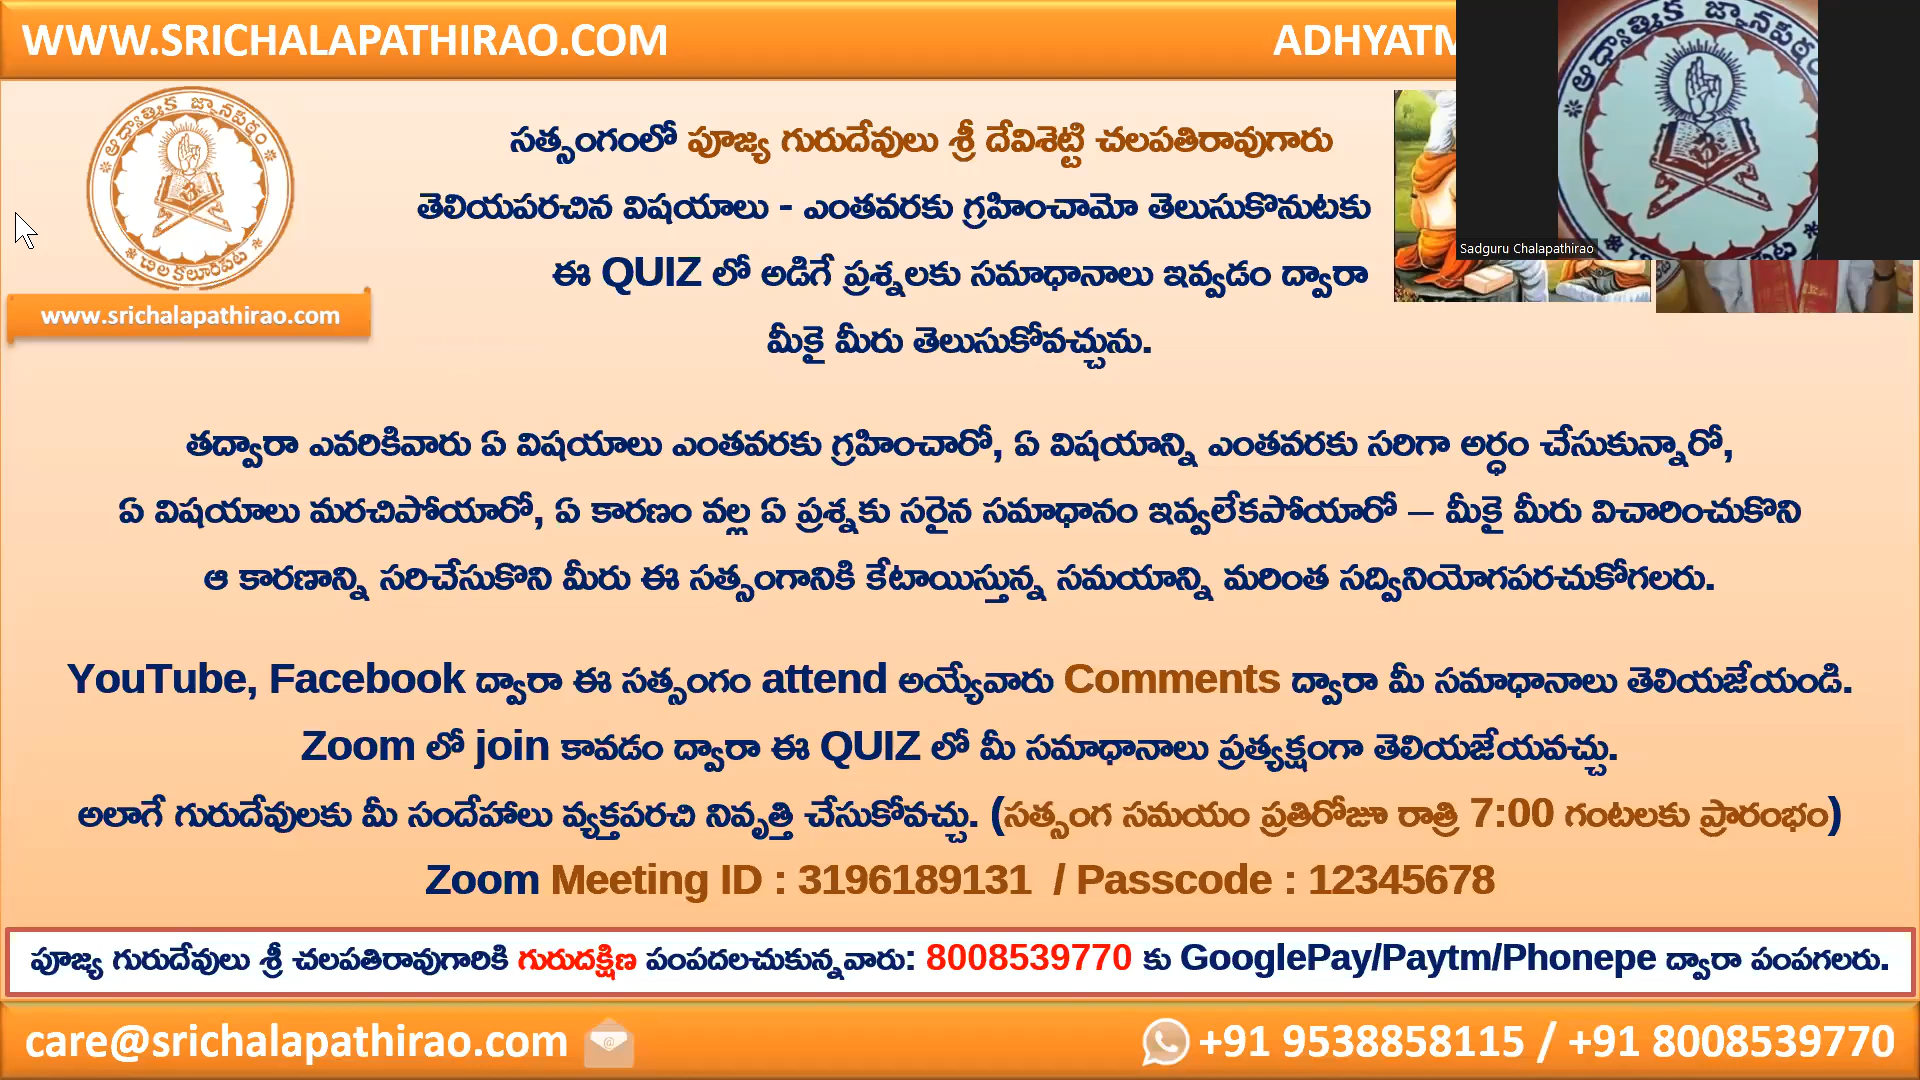 WWW.SRICHALAPATHIRAO.COM
ఆధ్యాత్మిక జ్ఞానపీఠం
చిలకలూరిపేట
www.srichalapathirao.com
ఆధ్యాత్మిక జ్ఞానపీఠం
Sadguru Chalapathirao
సత్సంగంలో పూజ్య గురుదేవులు శ్రీ దేవిశెట్టి చలపతిరావుగారు
తెలియపరచిన విషయాలు - ఎంతవరకు గ్రహించామో తెలుసుకొనుటకు
ఈ QUIZ లో అడిగే ప్రశ్నలకు సమాధానాలు ఇవ్వడం ద్వారా
మీకై మీరు తెలుసుకోవచ్చును.
తద్వారా ఎవరికివారు ఏ విషయాలు ఎంతవరకు గ్రహించారో, ఏ విషయాన్ని ఎంతవరకు సరిగా అర్ధం చేసుకున్నారో,
ఏ విషయాలు మరచిపోయారో, ఏ కారణం వల్ల ఏ ప్రశ్నకు సరైన సమాధానం ఇవ్వలేకపోయారో – మీకై మీరు విచారించుకొని
ఆ కారణాన్ని సరిచేసుకొని మీరు ఈ సత్సంగానికి కేటాయిస్తున్న సమయాన్ని మరింత సద్వినియోగపరచుకోగలరు.
YouTube, Facebook ద్వారా ఈ సత్సంగం attend అయ్యేవారు Comments ద్వారా మీ సమాధానాలు తెలియజేయండి.
Zoom లో join కావడం ద్వారా ఈ QUIZ లో మీ సమాధానాలు ప్రత్యక్షంగా తెలియజేయవచ్చు.
అలాగే గురుదేవులకు మీ సందేహాలు వ్యక్తపరచి నివృత్తి చేసుకోవచ్చు. (సత్సంగ సమయం ప్రతిరోజూ రాత్రి 7:00 గంటలకు ప్రారంభం)
Zoom Meeting ID : 3196189131 / Passcode : 12345678
పూజ్య గురుదేవులు శ్రీ చలపతిరావుగారికి గురుదక్షిణ పంపదలచుకున్నవారు: 8008539770 కు GooglePay/Paytm/Phonepe ద్వారా పంపగలరు.
care@srichalapathirao.com
+91 9538858115 / +91 8008539770